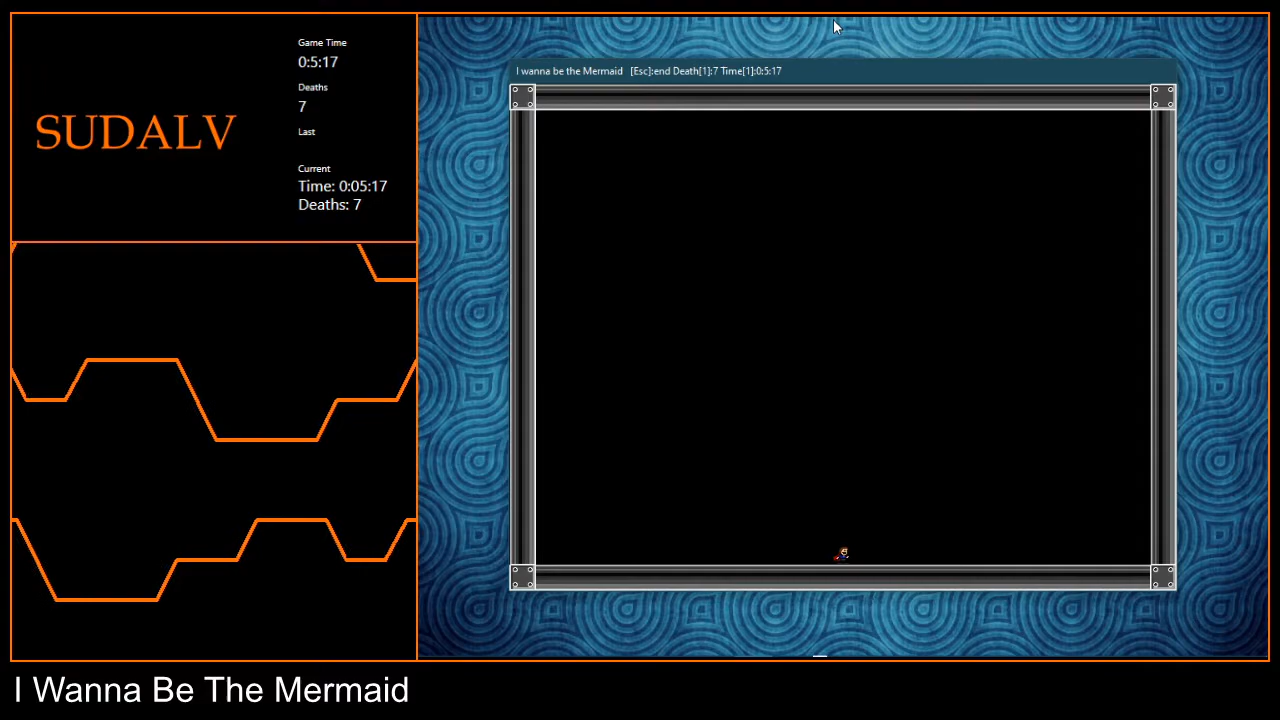 Game Time
0:5:17
Deaths
7
Last
SUDALV
Current
Time: 0:05:17
Deaths: 7
I wanna be the Mermaid [Esc]:end Death[1]:7 Time[1]:0:5:17
I Wanna Be The Mermaid